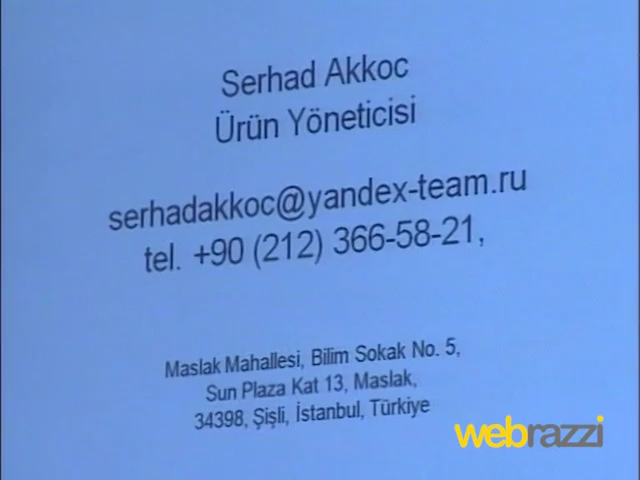 Serhad Akkoc
Ürün Yöneticisi
serhadakkoc@yandex-team.ru
tel. +90 (212) 366-58-21,
Maslak Mahallesi, Bilim Sokak No. 5,
Sun Plaza Kat 13, Maslak,
34398, Şişli, İstanbul, Türkiye
webrazzi